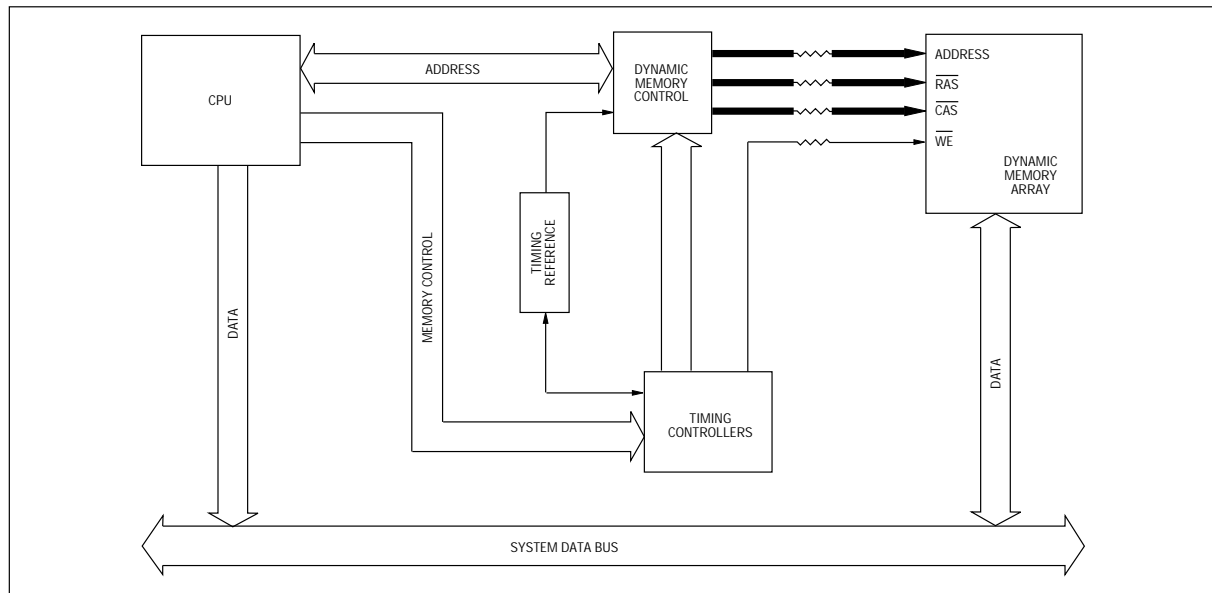 CPU
ADDRESS
DYNAMIC
MEMORY
CONTROL
ADDRESS
RAS
CAS
WE
DYNAMIC
MEMORY
ARRAY
TIMING
REFERENCE
MEMORY CONTROL
DATA
DATA
TIMING
CONTROLLERS
SYSTEM DATA BUS